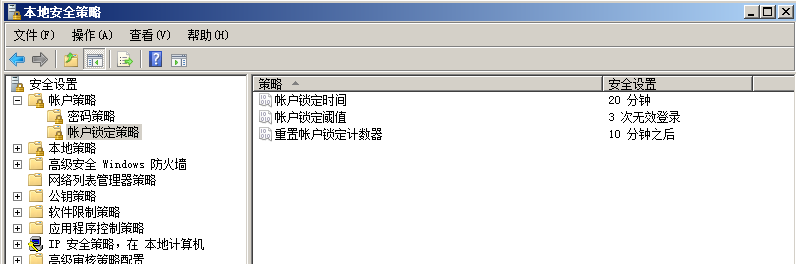 本地安全策略
文件(F) 操作(A) 查看(V) 帮助(H)
安全设置
帐户策略
密码策略
帐户锁定策略
本地策略
高级安全 Windows 防火墙
网络列表管理器策略
公钥策略
软件限制策略
应用程序控制策略
IP 安全策略，在 本地计算机
高级审核策略配置
策略 安全设置
帐户锁定时间 20 分钟
帐户锁定阈值 3 次无效登录
重置帐户锁定计数器 10 分钟之后